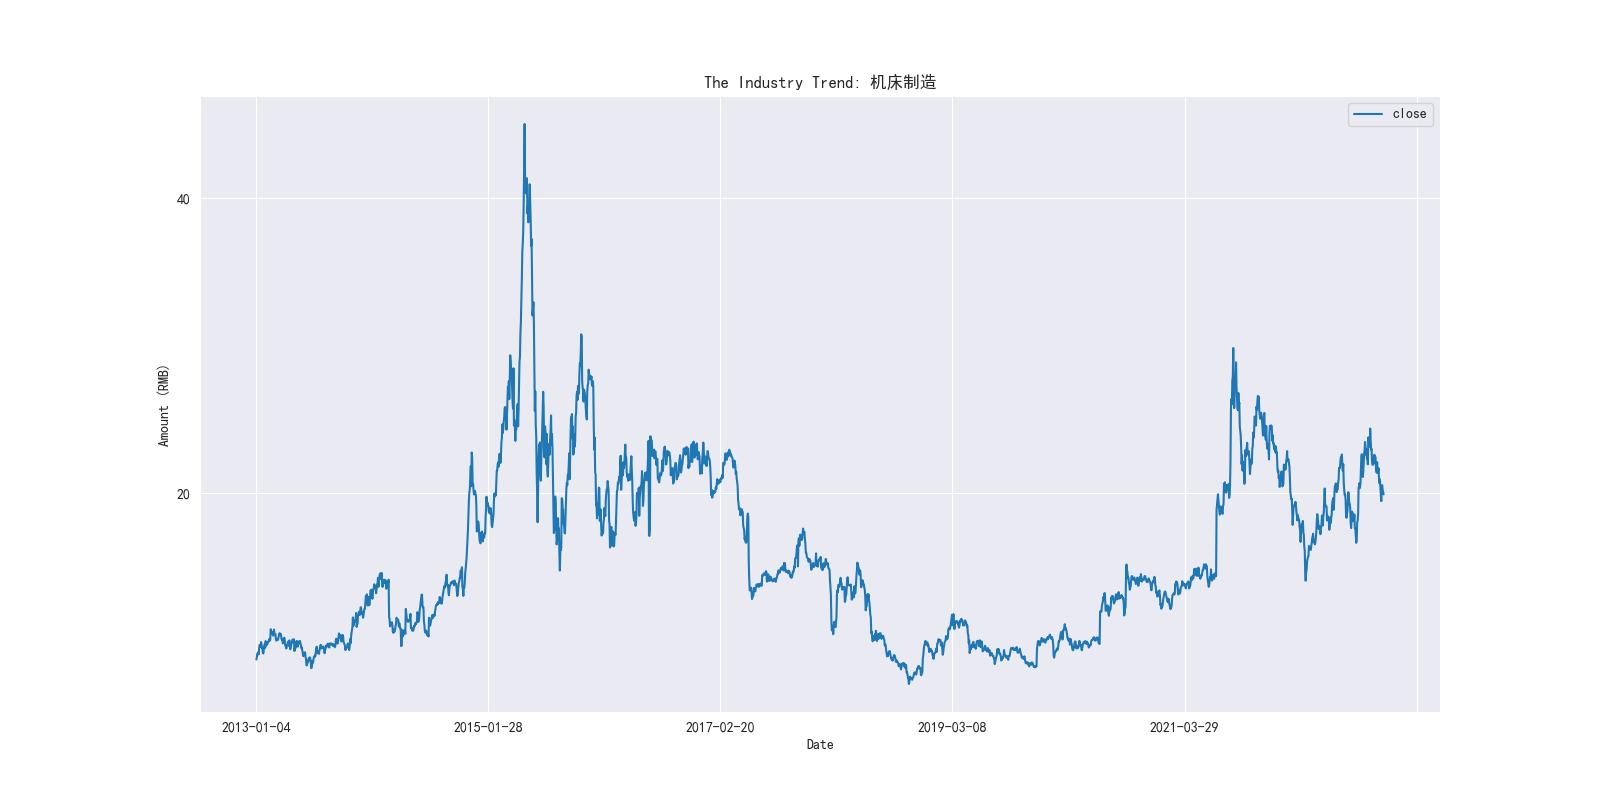 The Industry Trend: 机床制造
close
40
20
Amount (RMB)
2013-01-04
2015-01-28
2017-02-20
2019-03-08
2021-03-29
Date